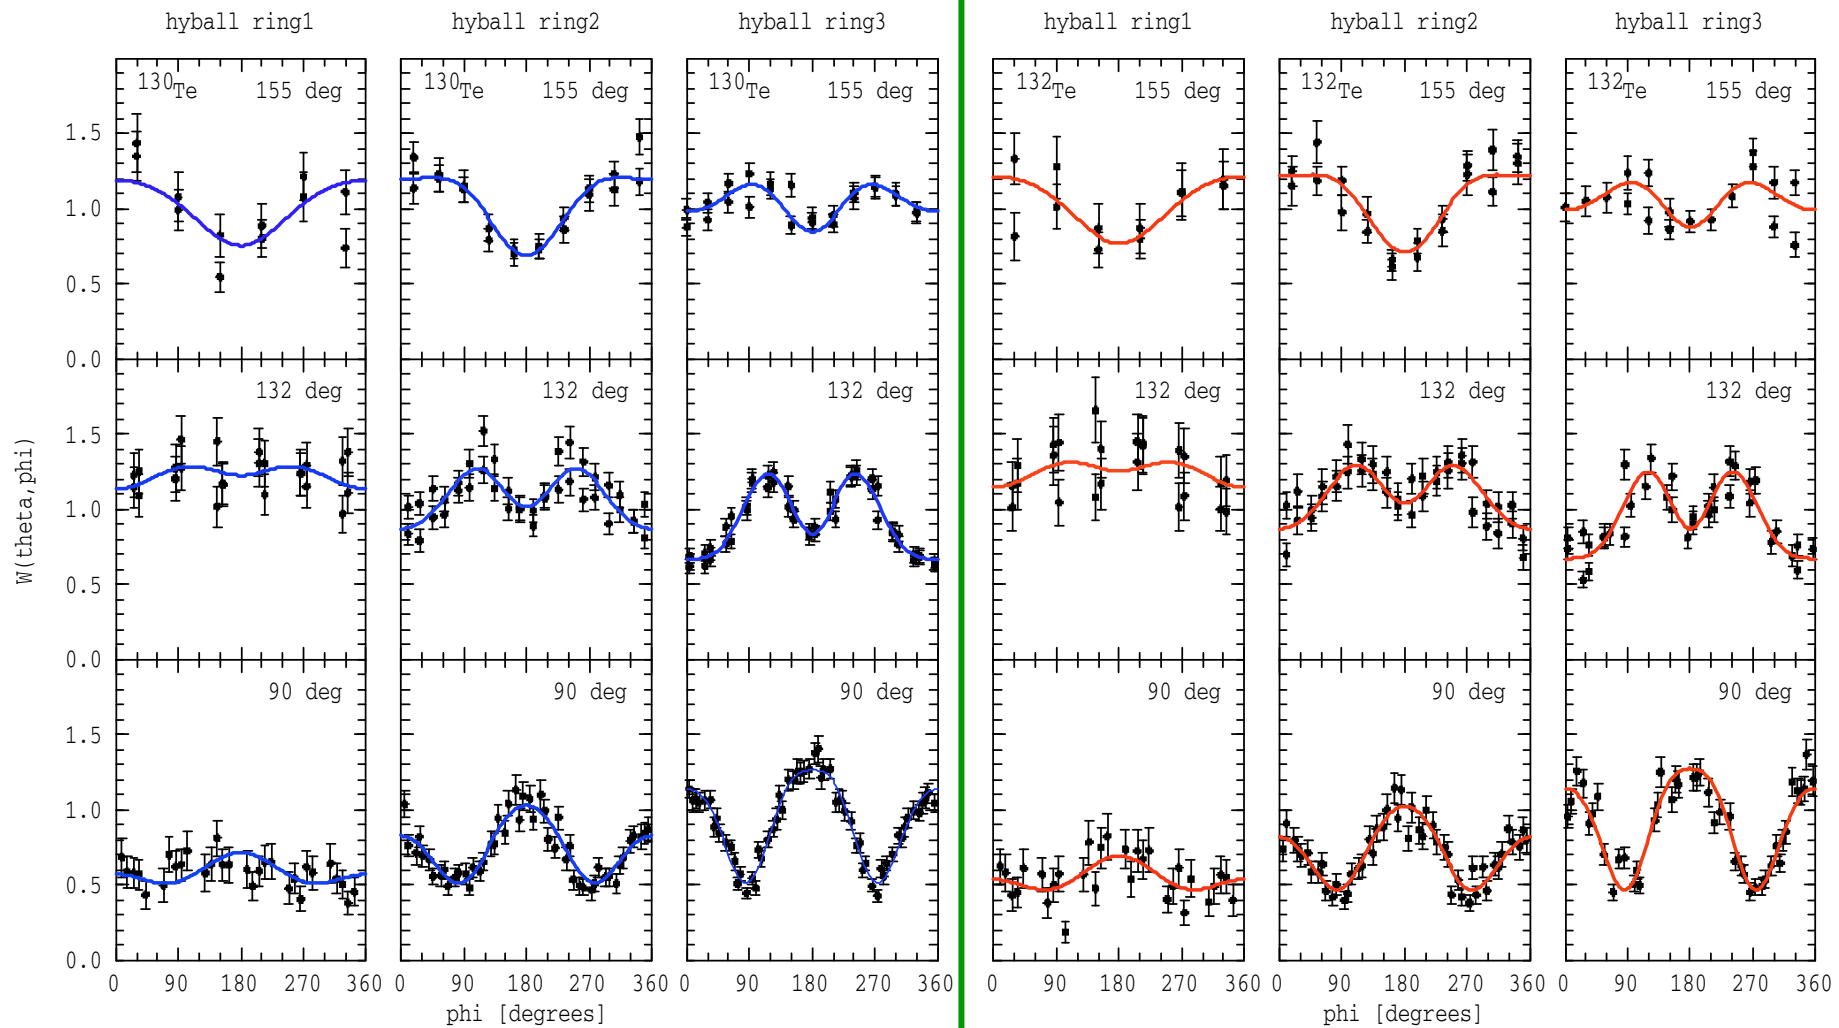 hyball ring1 hyball ring2 hyball ring3 hyball ring1 hyball ring2 hyball ring3
130Te 155 deg 130Te 155 deg 130Te 155 deg 132Te 155 deg 132Te 155 deg 132Te 155 deg
1.5
1.0
0.5
0.0
132 deg 132 deg 132 deg 132 deg 132 deg 132 deg
1.5
1.0
0.5
0.0
W(theta,phi)
90 deg 90 deg 90 deg 90 deg 90 deg 90 deg
1.5
1.0
0.5
0.0
0 90 180 270 360 0 90 180 270 360 0 90 180 270 360 0 90 180 270 360 0 90 180 270 360 0 90 180 270 360
phi [degrees] phi [degrees]